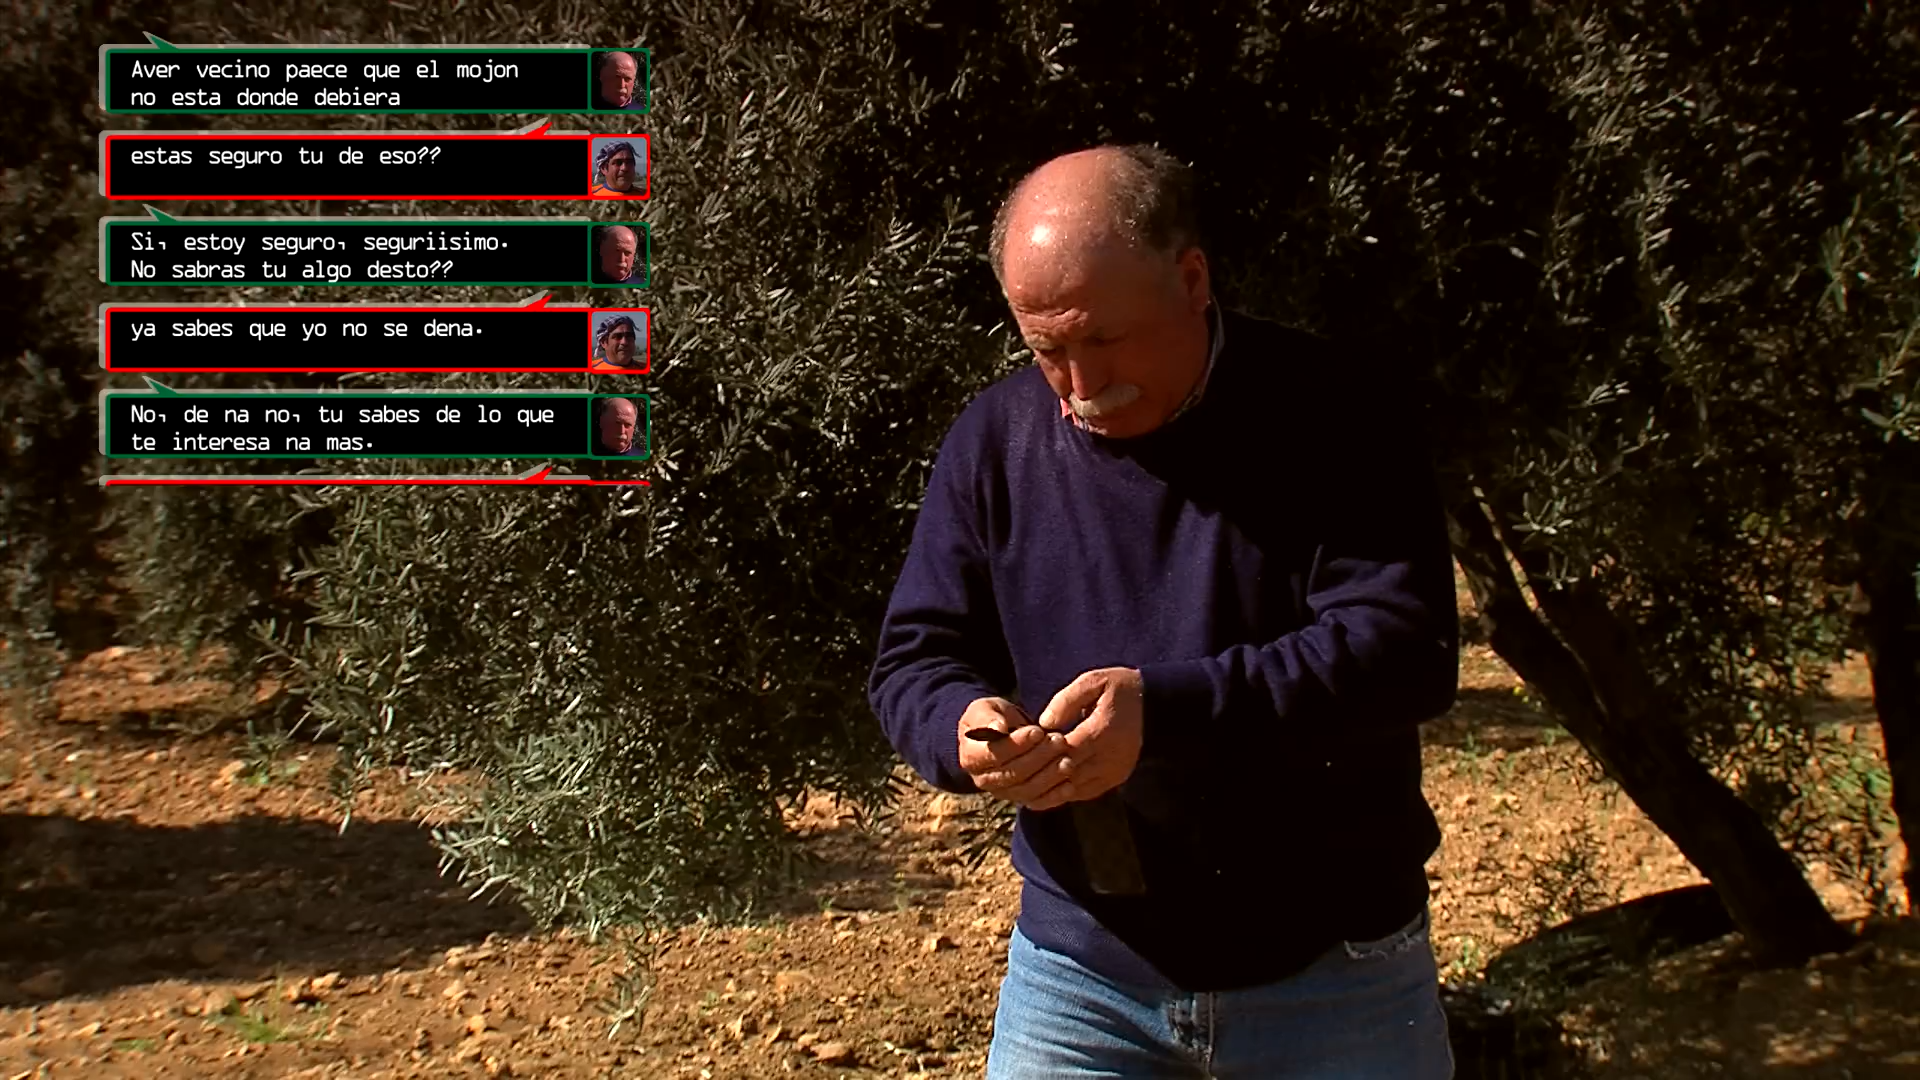 Aver vecino paece que el mojon
no esta donde debiera
estas seguro tu de eso??
Si, estoy seguro, seguriisimo.
No sabras tu algo desto??
ya sabes que yo no se dena.
No, de na no, tu sabes de lo que
te interesa na mas.